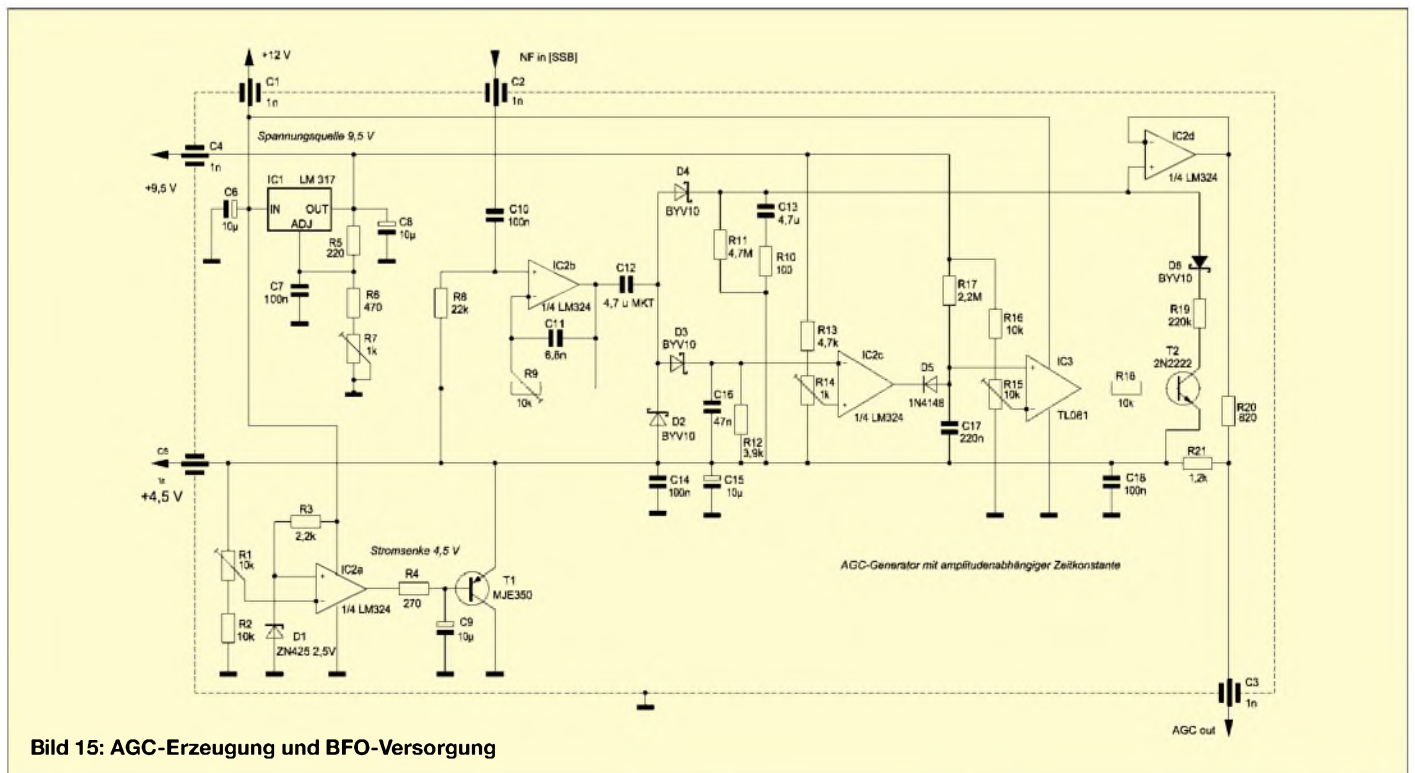 +12 V
C1
1n
NF in [SSB]
C2
1n
Spannungsquelle 9,5 V
C4
1n
+9,5 V
C6
10µ
IC1
LM 317
IN
OUT
ADJ
C8
10µ
R5
220
C7
100n
R6
470
R7
1k
C10
100n
R8
22k
IC2b
1/4 LM324
C11
6,8n
R9
10k
C12
4,7 u MKT
D4
BYV10
D3
BYV10
D2
BYV10
R11
4,7M
C13
4,7u
R10
100
C16
47n
R12
3,9k
C14
100n
C15
10µ
R13
4,7k
R14
1k
IC2c
1/4 LM324
D5
1N4148
R17
2,2M
R16
10k
R15
10k
C17
220n
IC3
TL081
IC2d
1/4 LM324
D6
BYV10
R19
220k
T2
2N2222
R18
10k
R20
820
R21
1,2k
C18
100n
C5
+4,5 V
R3
2,2k
R1
10k
R2
10k
D1
ZN425 2,5V
IC2a
1/4 LM324
Stromsenke 4,5 V
R4
270
C9
10µ
T1
MJE350
AGC-Generator mit amplitudenabhängiger Zeitkonstante
C3
1n
AGC out
Bild 15: AGC-Erzeugung und BFO-Versorgung